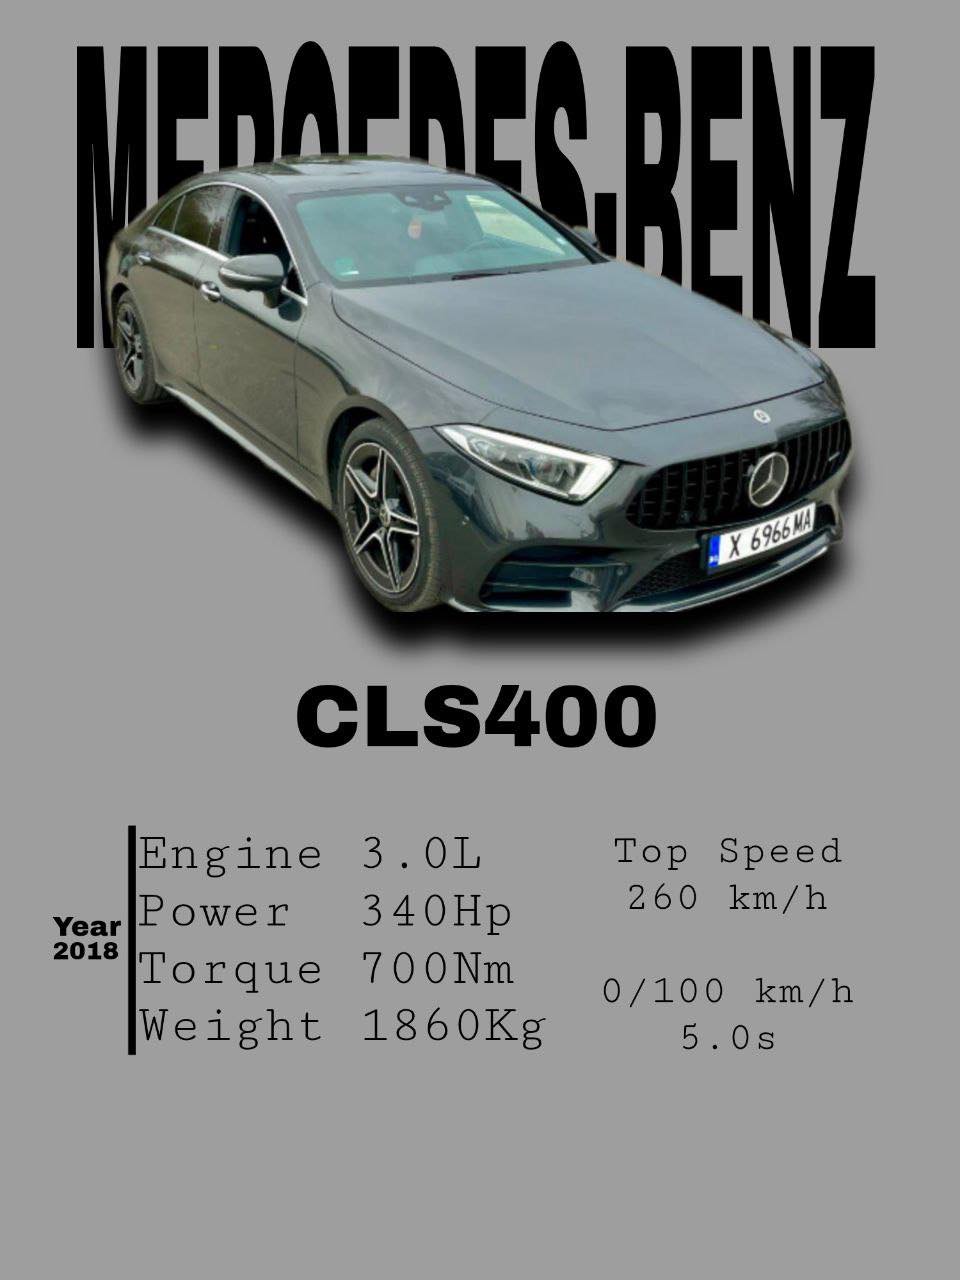 MERCEDES-BENZ
X 6966 MA
CLS400
Year
2018
Engine 3.0L
Power 340Hp
Torque 700Nm
Weight 1860Kg
Top Speed
260 km/h
0/100 km/h
5.0s